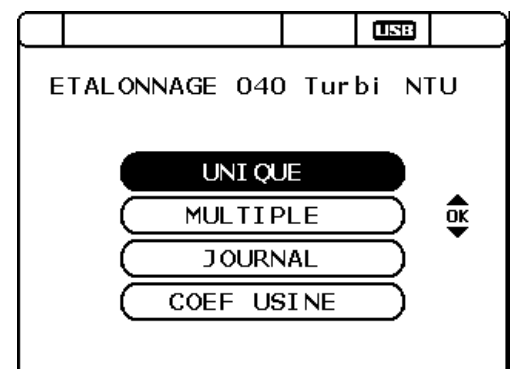 USB
ETALONNAGE 040 Turbi NTU
UNIQUE
MULTIPLE
OK
JOURNAL
COEF USINE